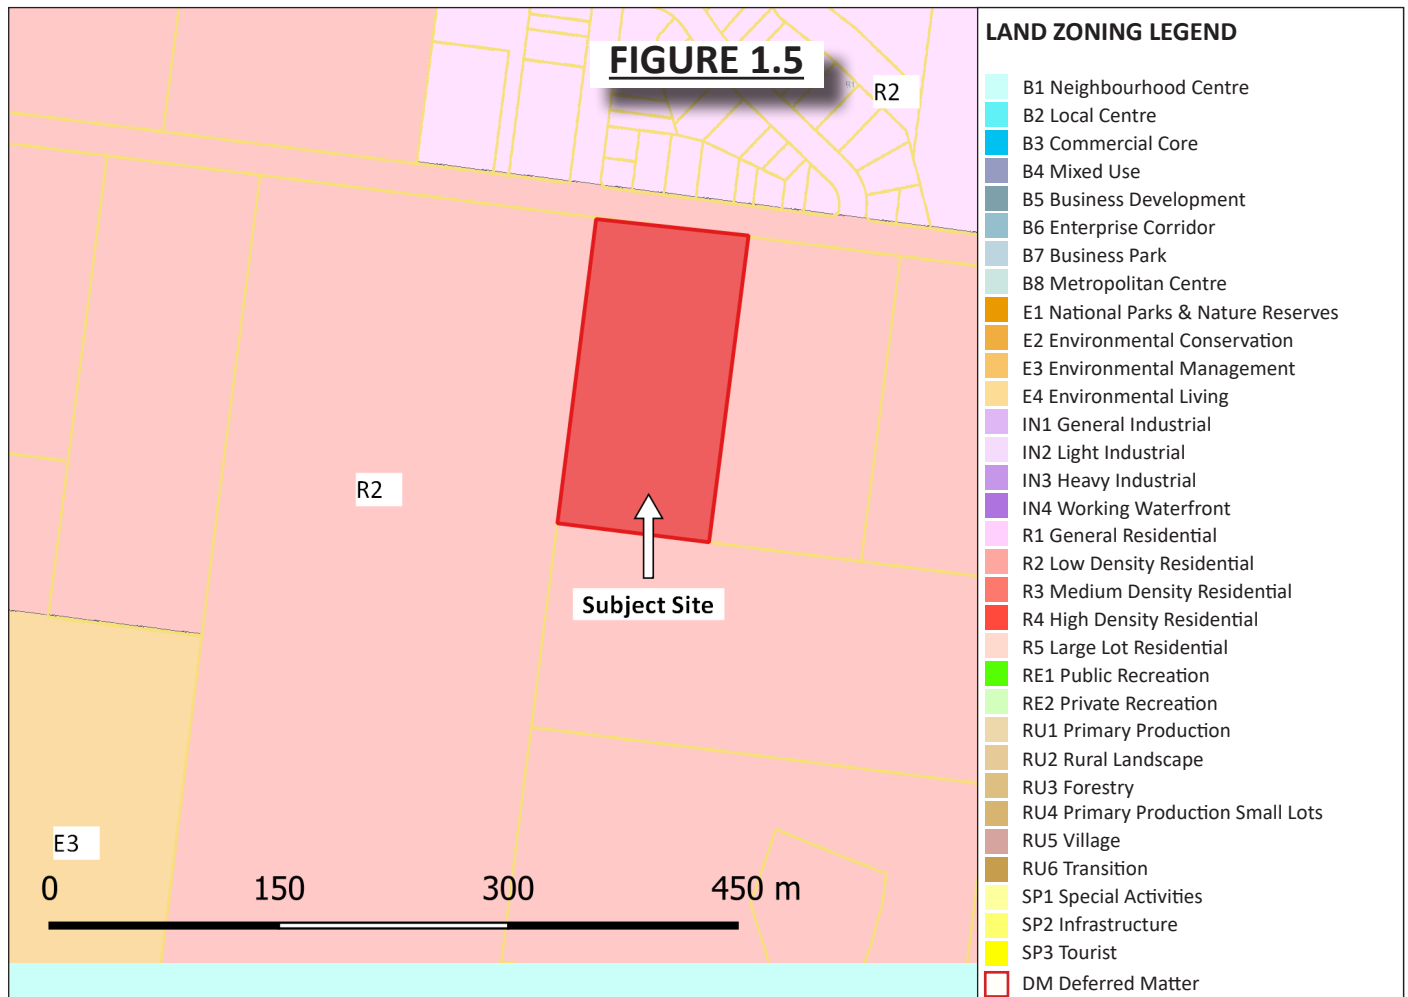 FIGURE 1.5
R2
R2
Subject Site
E3
0 150 300 450 m
LAND ZONING LEGEND
B1 Neighbourhood Centre
B2 Local Centre
B3 Commercial Core
B4 Mixed Use
B5 Business Development
B6 Enterprise Corridor
B7 Business Park
B8 Metropolitan Centre
E1 National Parks & Nature Reserves
E2 Environmental Conservation
E3 Environmental Management
E4 Environmental Living
IN1 General Industrial
IN2 Light Industrial
IN3 Heavy Industrial
IN4 Working Waterfront
R1 General Residential
R2 Low Density Residential
R3 Medium Density Residential
R4 High Density Residential
R5 Large Lot Residential
RE1 Public Recreation
RE2 Private Recreation
RU1 Primary Production
RU2 Rural Landscape
RU3 Forestry
RU4 Primary Production Small Lots
RU5 Village
RU6 Transition
SP1 Special Activities
SP2 Infrastructure
SP3 Tourist
DM Deferred Matter